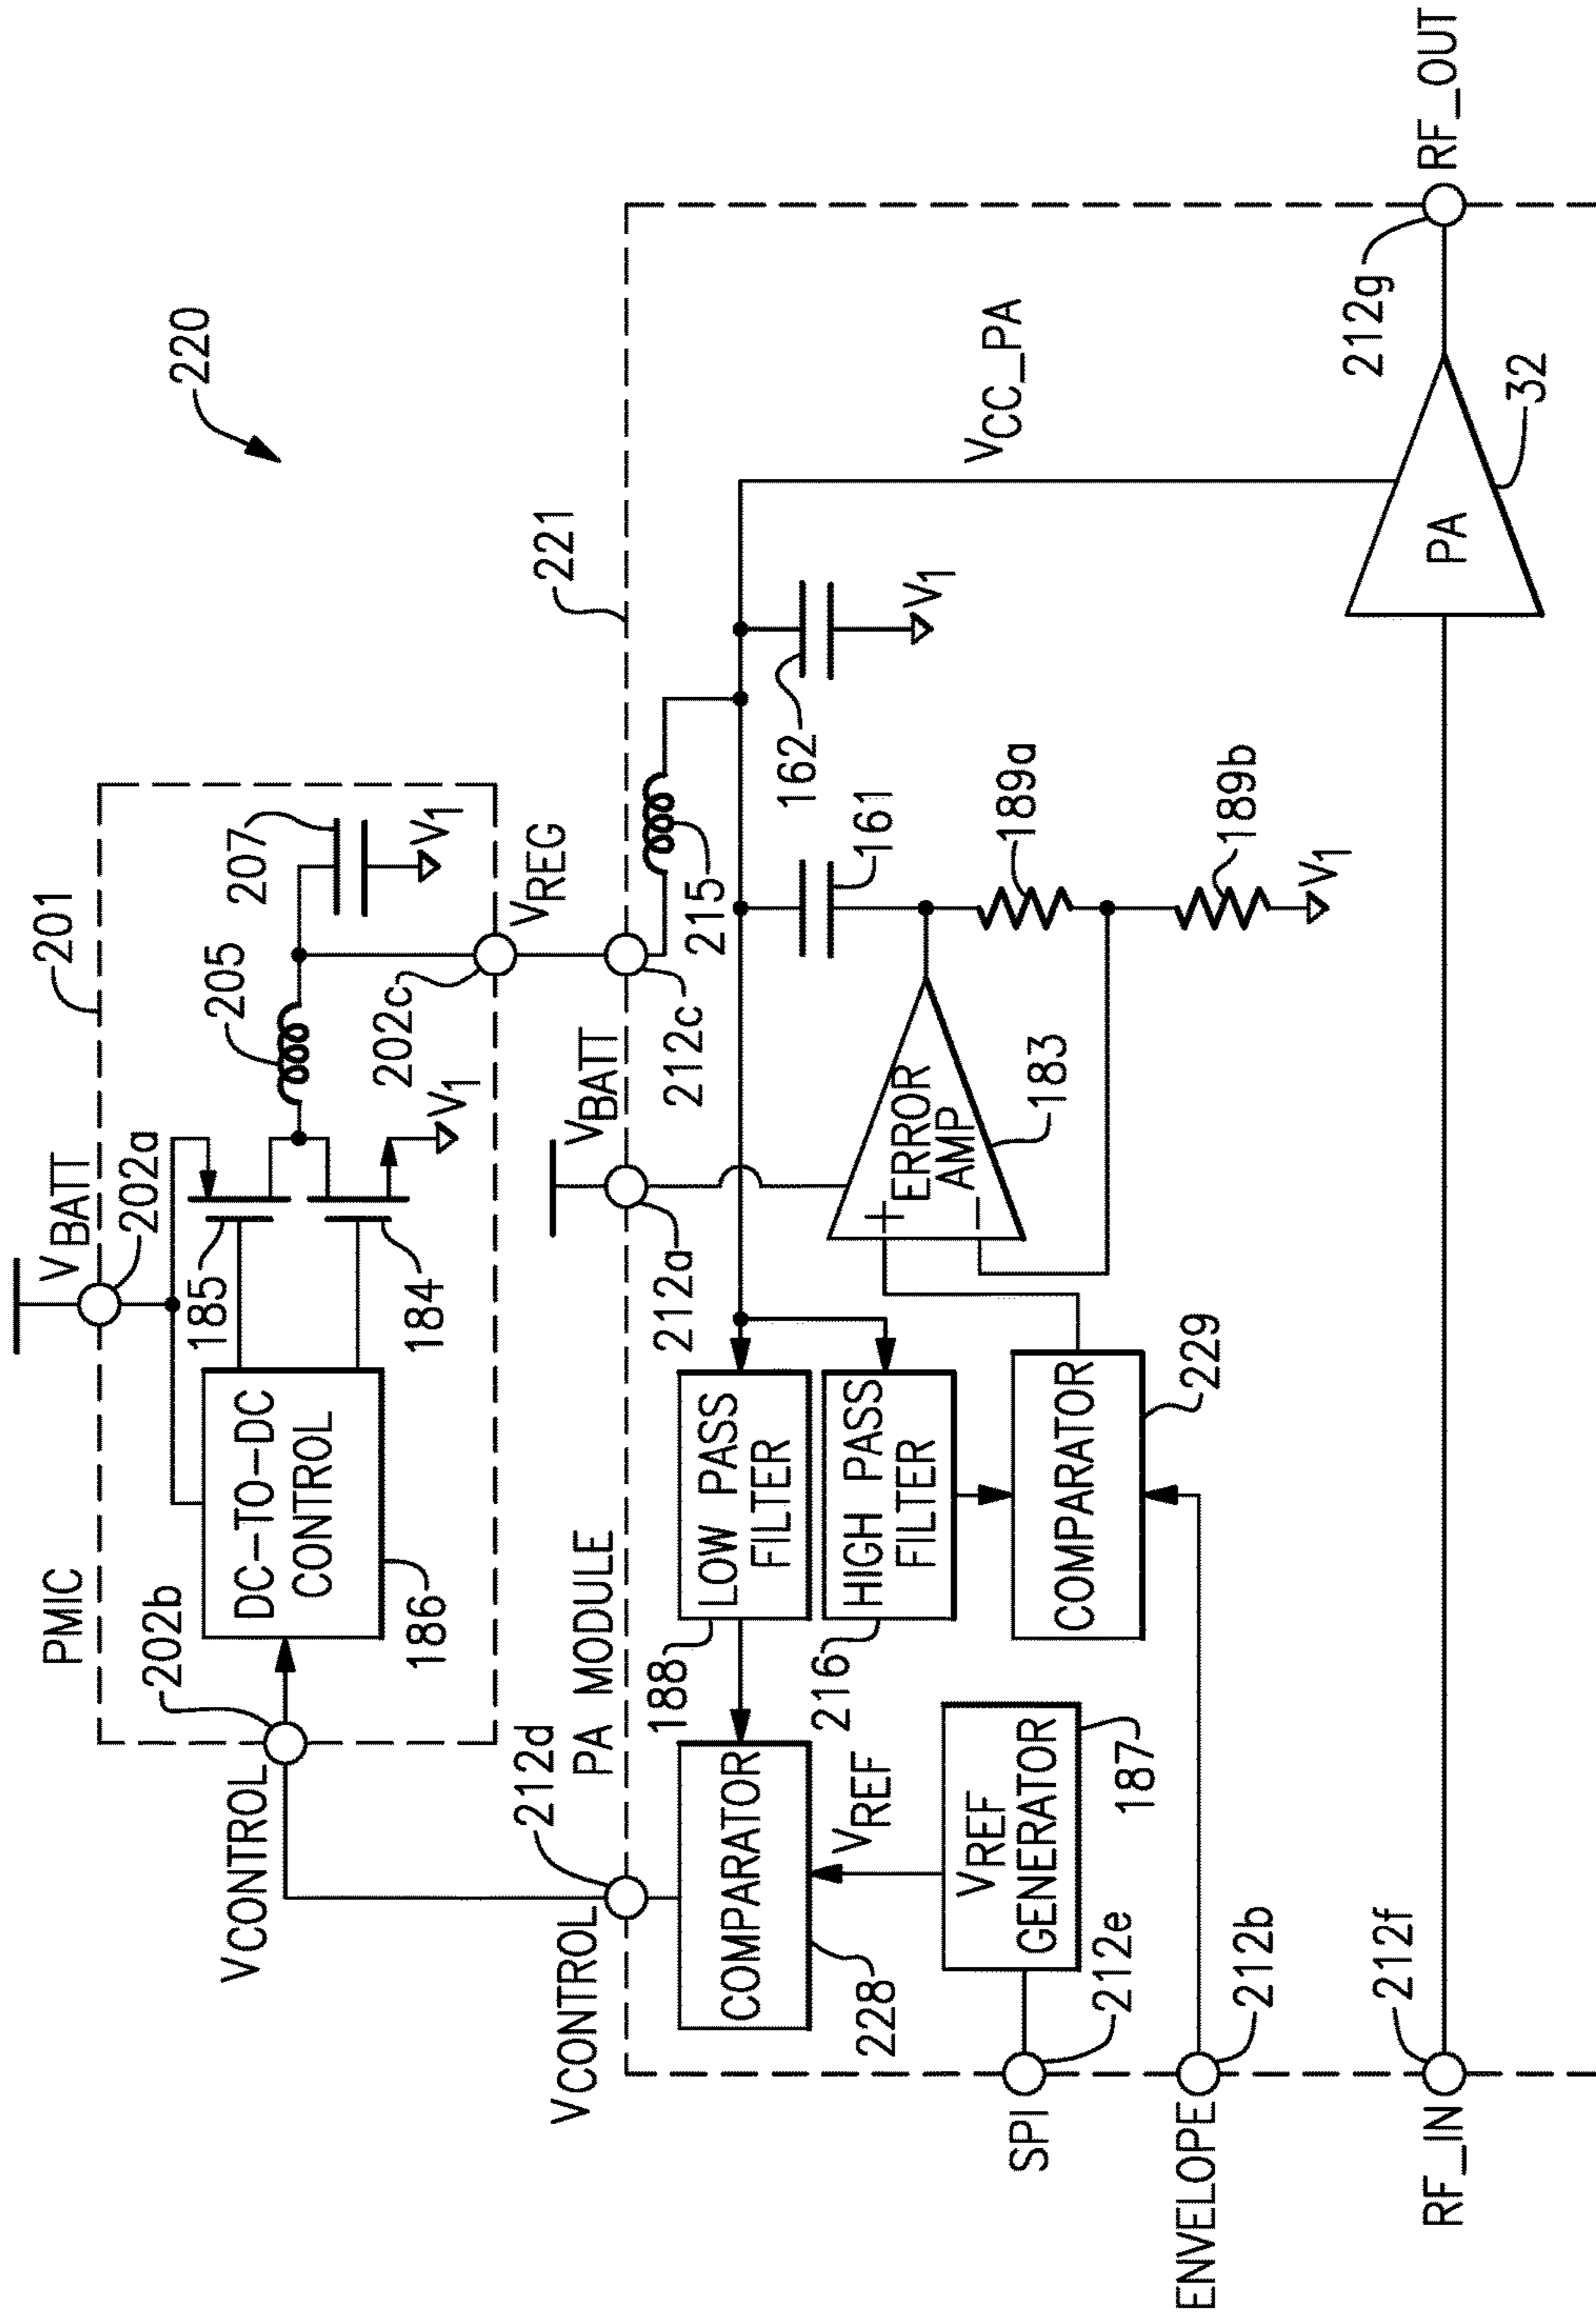 220
201
PMIC
VBATT
202a
VCONTROL
202b
DC-TO-DC
CONTROL
186
185
184
V1
205
207
V1
202c
VREG
221
PA MODULE
VCONTROL
212d
VBATT
212a
212c
215
COMPARATOR
228
188
LOW PASS
FILTER
216
HIGH PASS
FILTER
VREF
VREF
GENERATOR
187
COMPARATOR
229
+
−
ERROR
AMP
183
161
162
V1
189a
189b
V1
VCC_PA
SPI
212e
ENVELOPE
212b
RF_IN
212f
PA
32
212g
RF_OUT